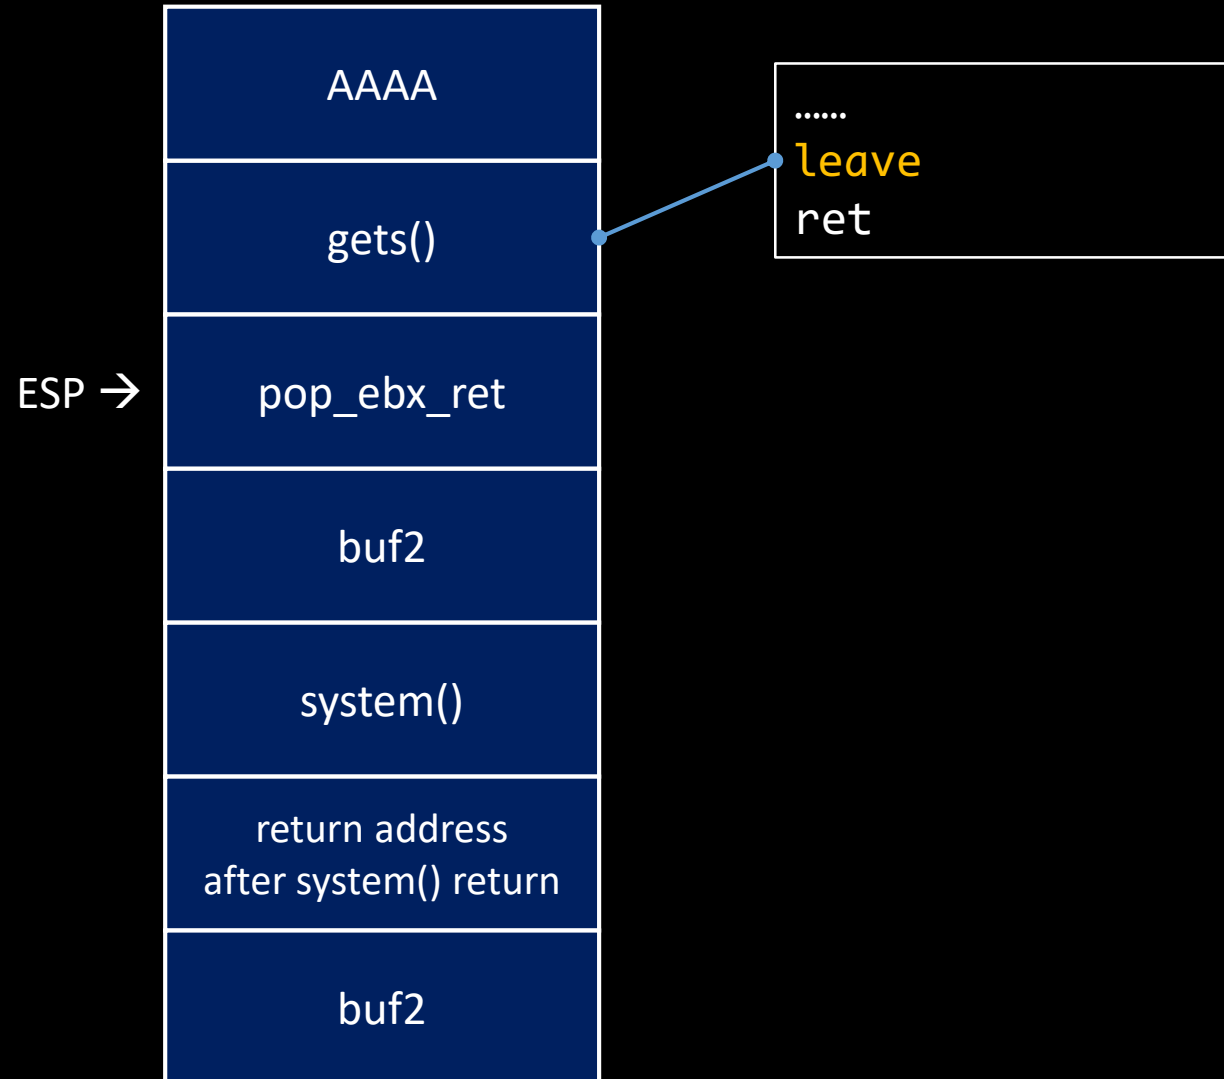 AAAA
gets()
ESP → pop_ebx_ret
buf2
system()
return address
after system() return
buf2
......
leave
ret